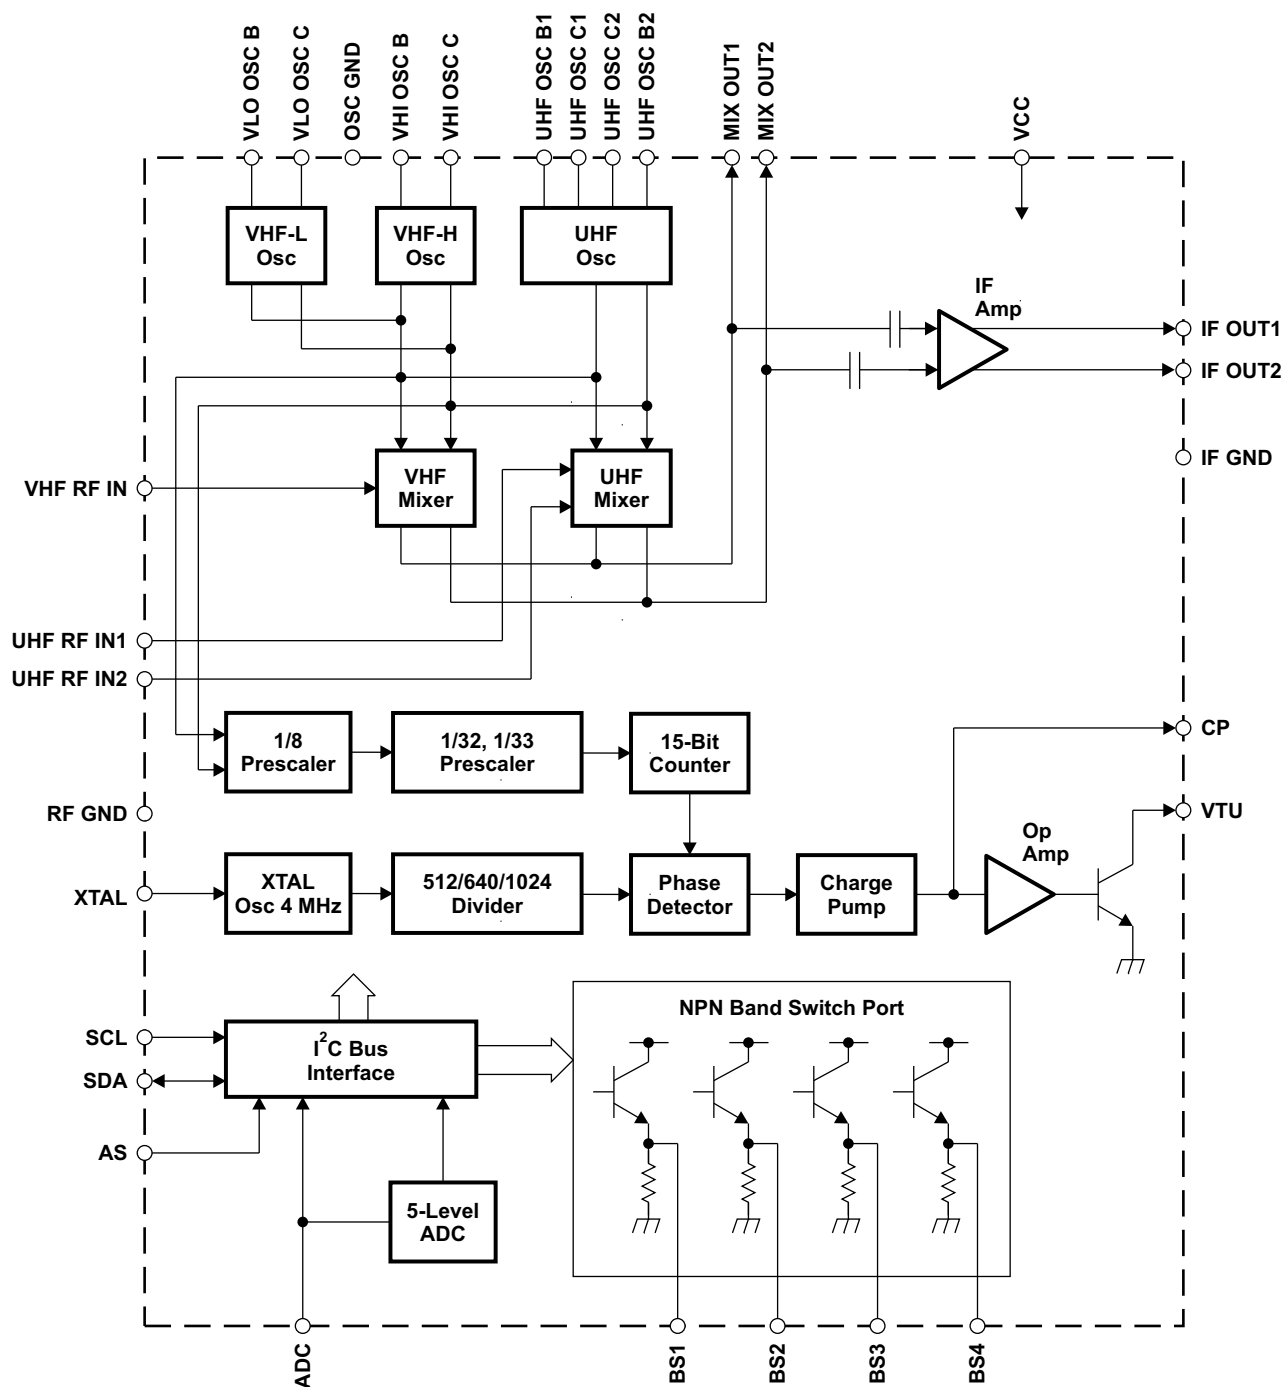 VLO OSC B
VLO OSC C
OSC GND
VHI OSC B
VHI OSC C
UHF OSC B1
UHF OSC C1
UHF OSC C2
UHF OSC B2
MIX OUT1
MIX OUT2
VCC
VHF-L
Osc
VHF-H
Osc
UHF
Osc
IF
Amp
IF OUT1
IF OUT2
IF GND
VHF RF IN
VHF
Mixer
UHF
Mixer
UHF RF IN1
UHF RF IN2
1/8
Prescaler
1/32, 1/33
Prescaler
15-Bit
Counter
CP
RF GND
VTU
Op
Amp
XTAL
XTAL
Osc 4 MHz
512/640/1024
Divider
Phase
Detector
Charge
Pump
NPN Band Switch Port
SCL
SDA
I²C Bus
Interface
AS
5-Level
ADC
ADC
BS1
BS2
BS3
BS4